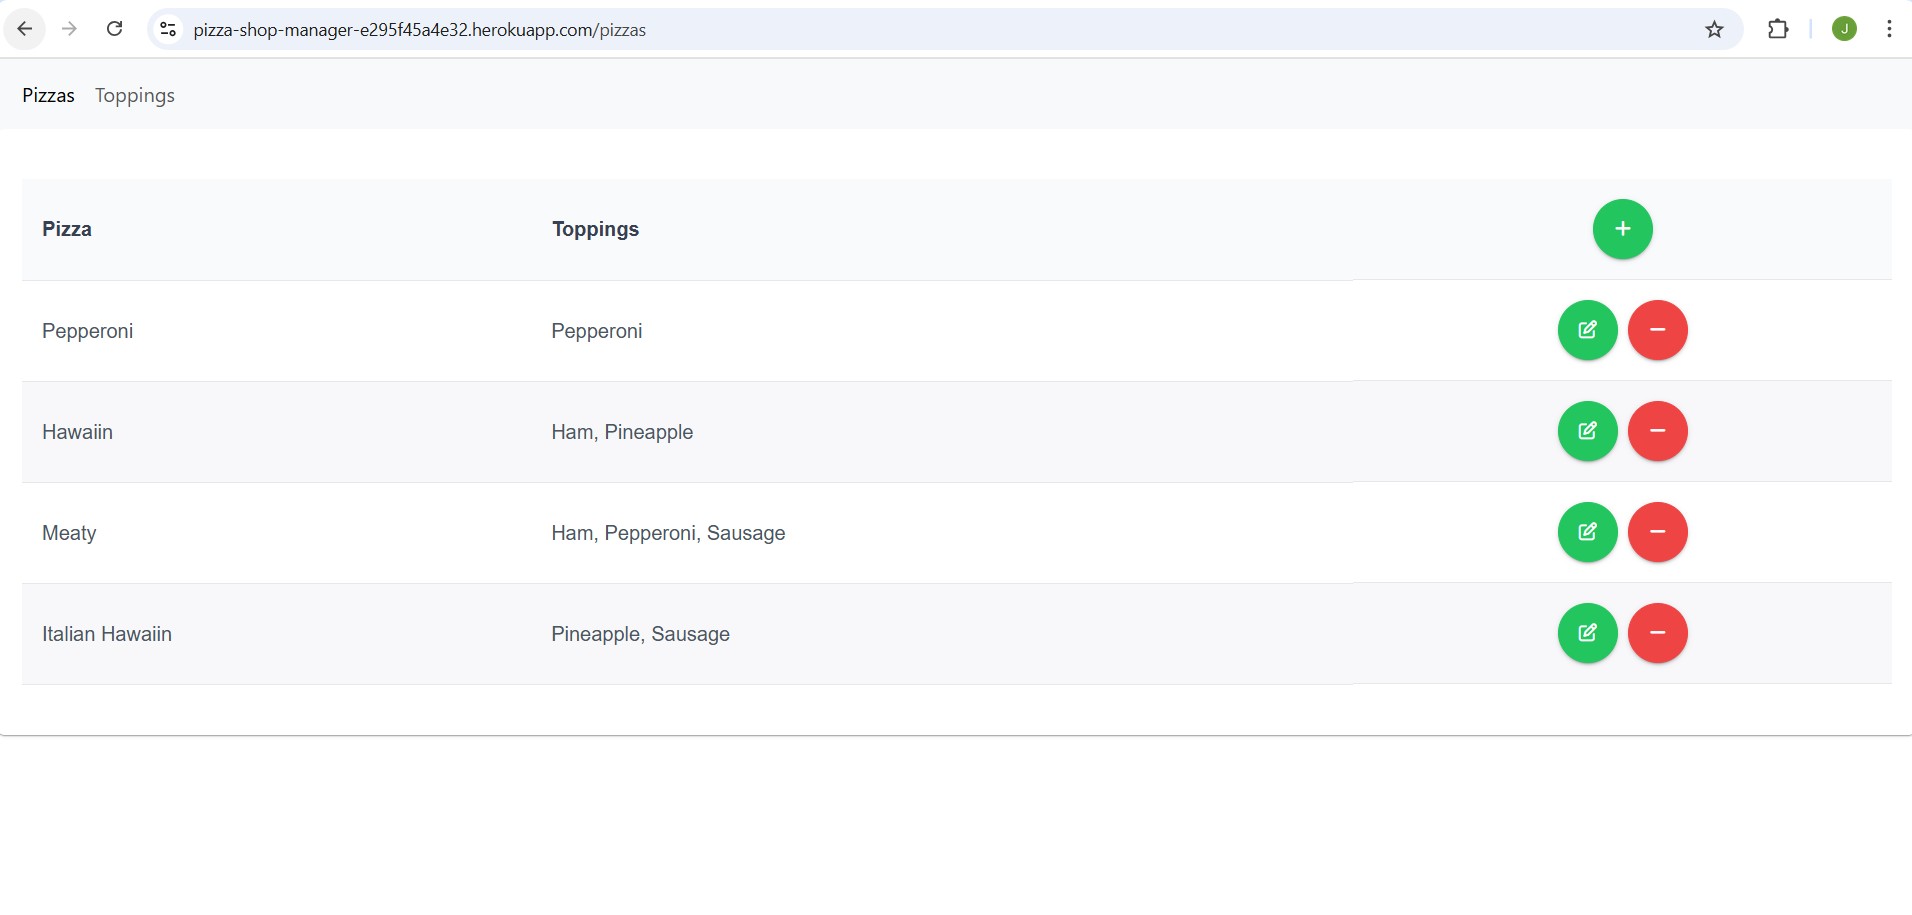 pizza-shop-manager-e295f45a4e32.herokuapp.com/pizzas
J
Pizzas Toppings
Pizza Toppings
Pepperoni Pepperoni
Hawaiin Ham, Pineapple
Meaty Ham, Pepperoni, Sausage
Italian Hawaiin Pineapple, Sausage